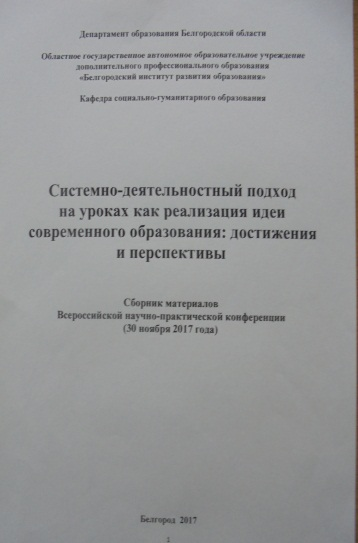 Департамент образования Белгородской области
Областное государственное автономное образовательное учреждение
дополнительного профессионального образования
«Белгородский институт развития образования»
Кафедра социально-гуманитарного образования
Системно-деятельностный подход
на уроках как реализация идеи
современного образования: достижения
и перспективы
Сборник материалов
Всероссийской научно-практической конференции
(30 ноября 2017 года)
Белгород 2017